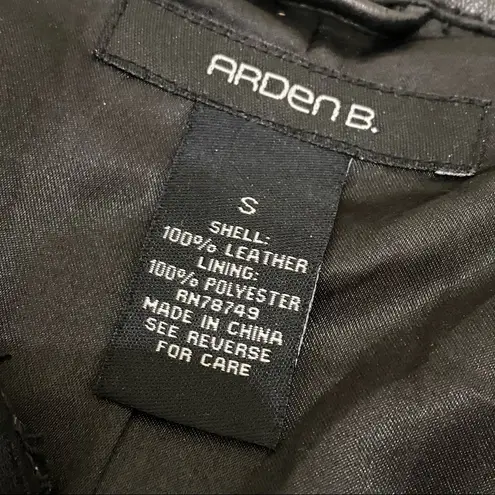 ARDen B.
S
SHELL:
100% LEATHER
LINING:
100% POLYESTER
RN78749
MADE IN CHINA
SEE REVERSE
FOR CARE